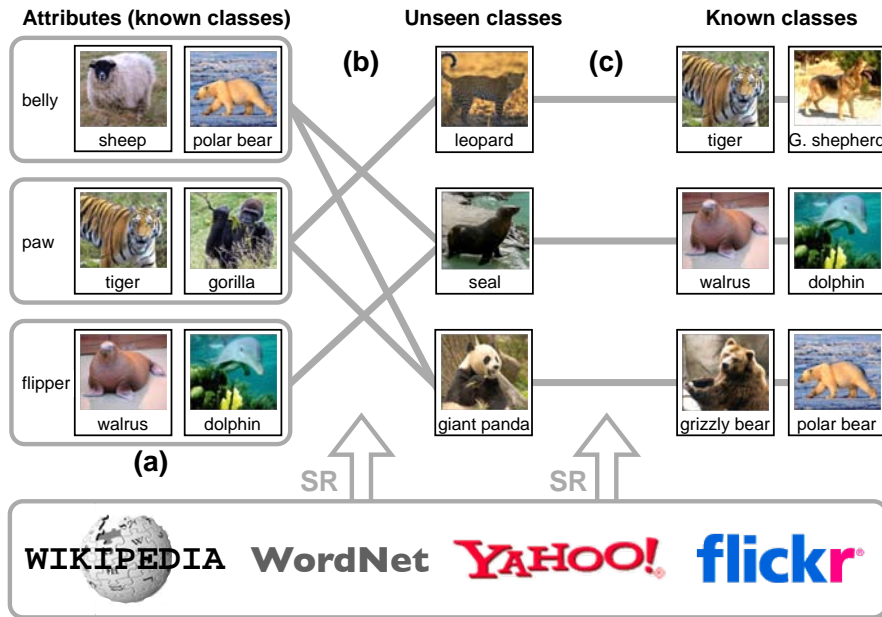 Attributes (known classes)
Unseen classes
Known classes
belly
sheep
polar bear
(b)
leopard
(c)
tiger
G. shepherd
paw
tiger
gorilla
seal
walrus
dolphin
flipper
walrus
dolphin
giant panda
grizzly bear
polar bear
(a)
SR
SR
WIKIPEDIA
WordNet
YAHOO!
flickr